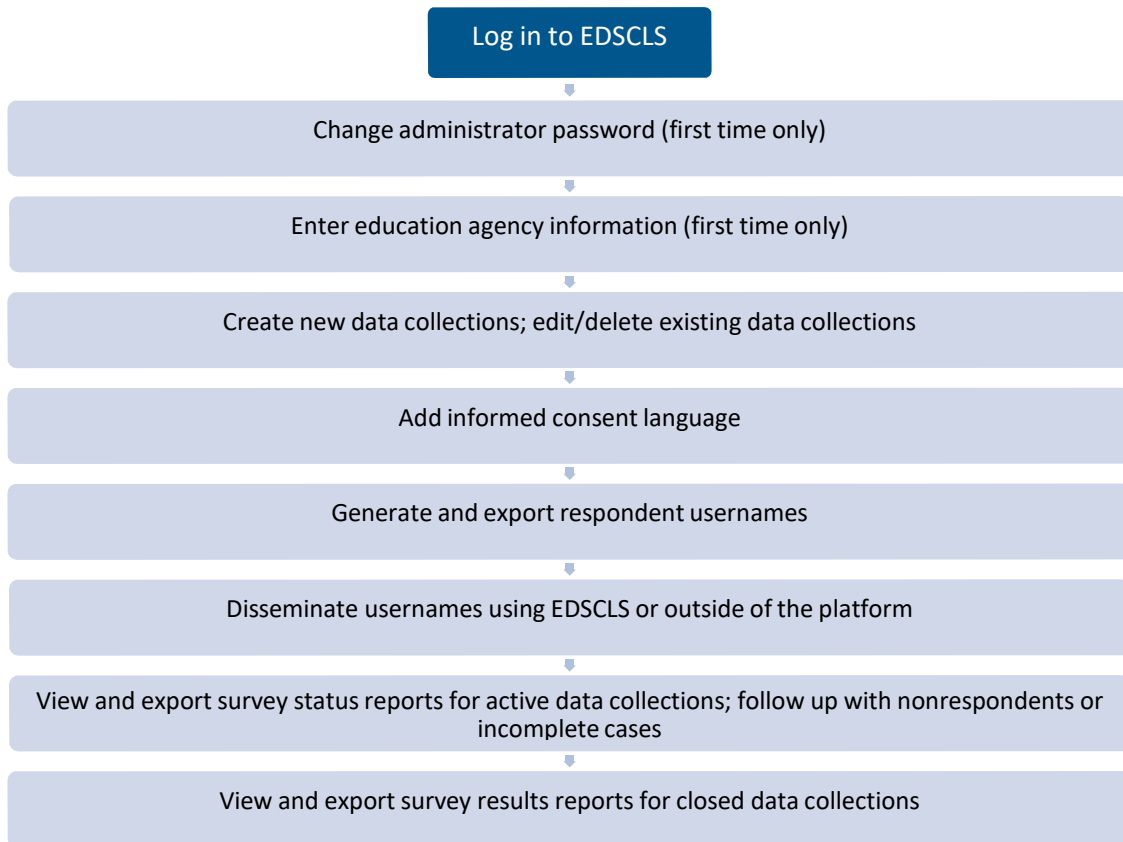 Log in to EDSCLS
Change administrator password (first time only)
Enter education agency information (first time only)
Create new data collections; edit/delete existing data collections
Add informed consent language
Generate and export respondent usernames
Disseminate usernames using EDSCLS or outside of the platform
View and export survey status reports for active data collections; follow up with nonrespondents or
incomplete cases
View and export survey results reports for closed data collections